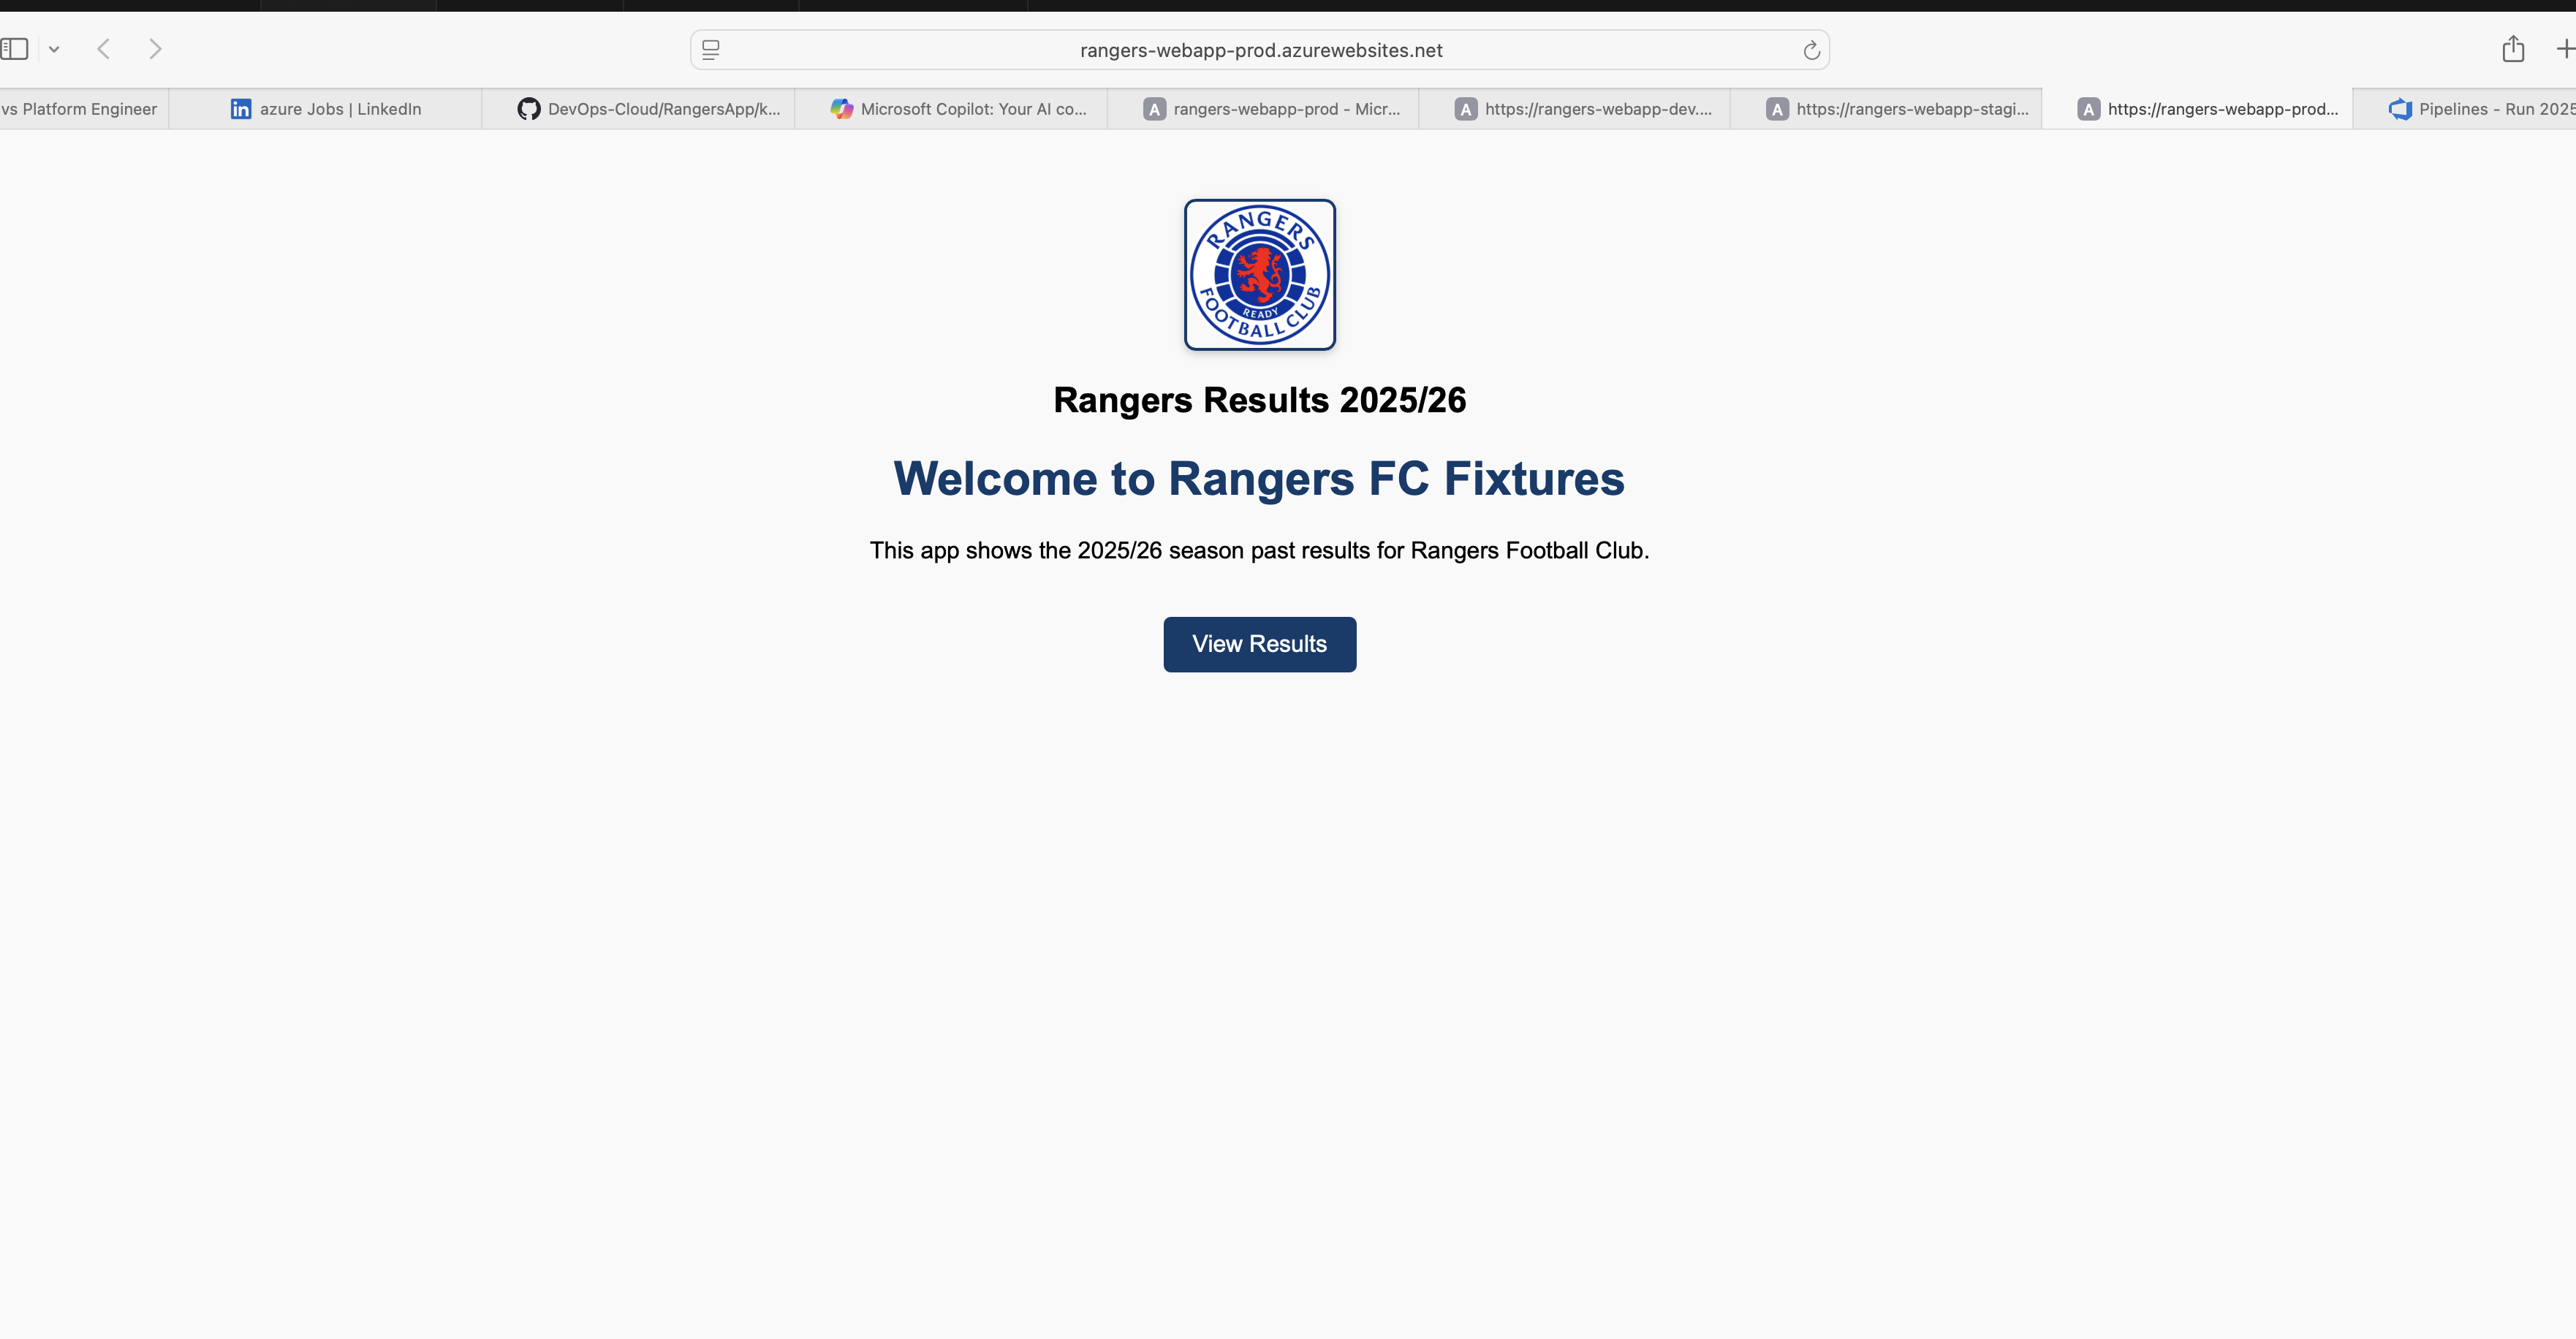 rangers-webapp-prod.azurewebsites.net
vs Platform Engineer
azure Jobs | LinkedIn
DevOps-Cloud/RangersApp/k...
Microsoft Copilot: Your AI co...
A rangers-webapp-prod - Micr...
A https://rangers-webapp-dev....
A https://rangers-webapp-stagi...
A https://rangers-webapp-prod...
Pipelines - Run 2025
RANGERS
READY
FOOTBALL CLUB
Rangers Results 2025/26
Welcome to Rangers FC Fixtures
This app shows the 2025/26 season past results for Rangers Football Club.
View Results